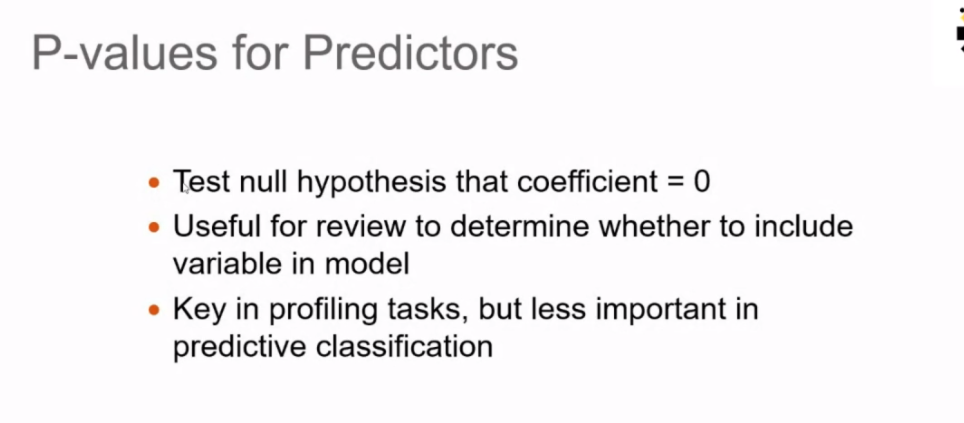 P-values for Predictors
• Test null hypothesis that coefficient = 0
• Useful for review to determine whether to include
variable in model
• Key in profiling tasks, but less important in
predictive classification